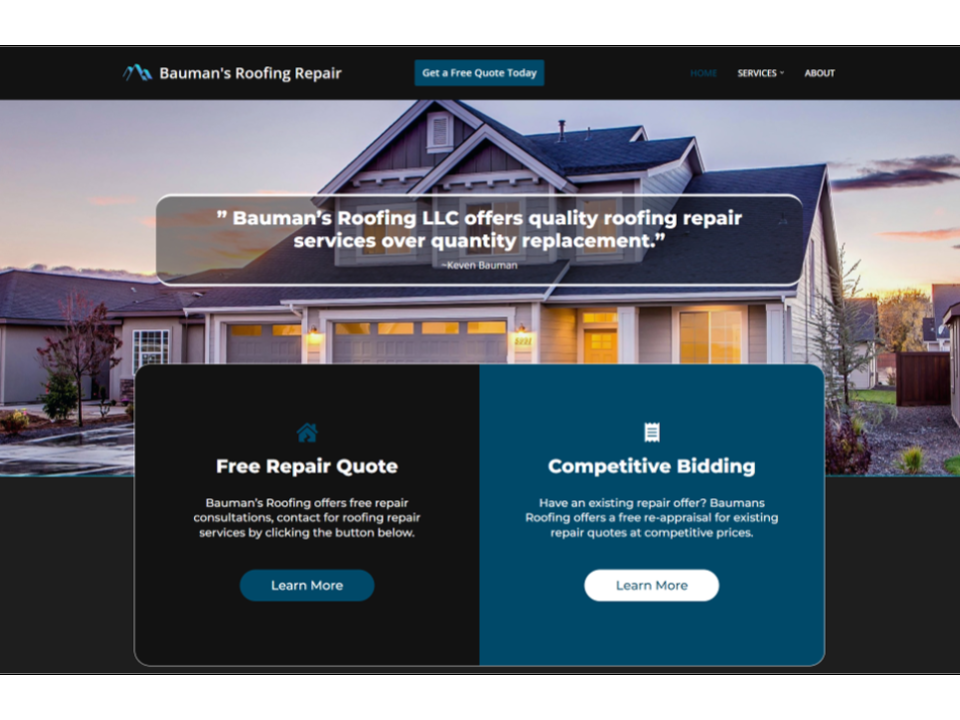 Bauman's Roofing Repair
Get a Free Quote Today
HOME
SERVICES
ABOUT
” Bauman’s Roofing LLC offers quality roofing repair
services over quantity replacement.”
~Keven Bauman
Free Repair Quote
Bauman’s Roofing offers free repair
consultations, contact for roofing repair
services by clicking the button below.
Learn More
Competitive Bidding
Have an existing repair offer? Baumans
Roofing offers a free re-appraisal for existing
repair quotes at competitive prices.
Learn More